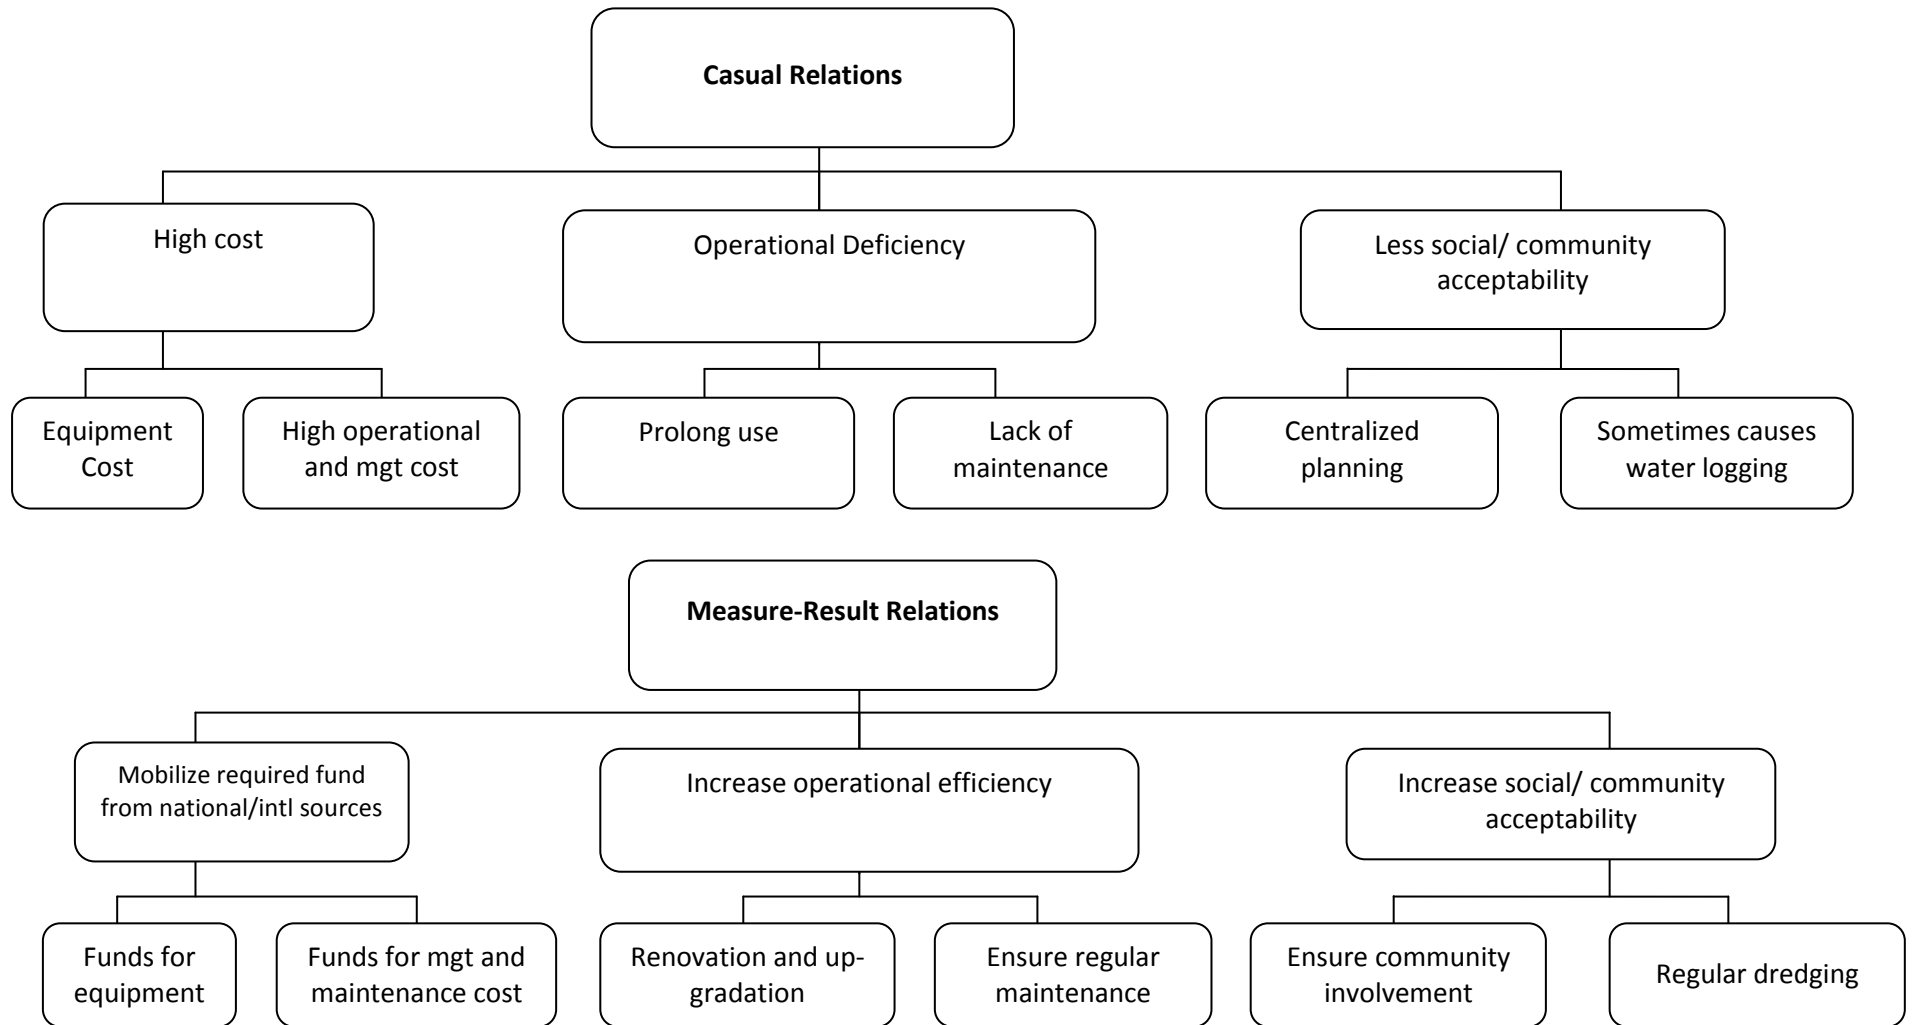 Casual Relations
High cost
Operational Deficiency
Less social/ community
acceptability
Equipment
Cost
High operational
and mgt cost
Prolong use
Lack of
maintenance
Centralized
planning
Sometimes causes
water logging
Measure-Result Relations
Mobilize required fund
from national/intl sources
Increase operational efficiency
Increase social/ community
acceptability
Funds for
equipment
Funds for mgt and
maintenance cost
Renovation and up-
gradation
Ensure regular
maintenance
Ensure community
involvement
Regular dredging